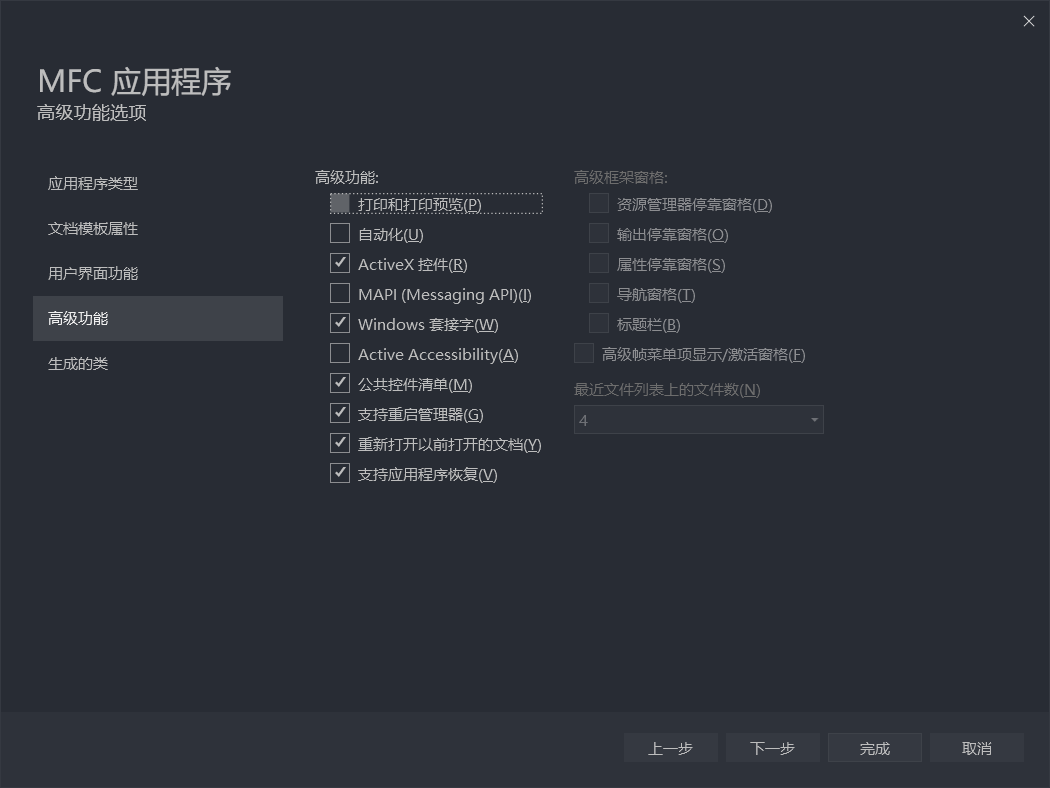 MFC 应用程序
高级功能选项
应用程序类型
文档模板属性
用户界面功能
高级功能
生成的类
高级功能:
打印和打印预览(P)
自动化(U)
ActiveX 控件(R)
MAPI (Messaging API)(I)
Windows 套接字(W)
Active Accessibility(A)
公共控件清单(M)
支持重启管理器(G)
重新打开以前打开的文档(Y)
支持应用程序恢复(V)
高级框架窗格:
资源管理器停靠窗格(D)
输出停靠窗格(O)
属性停靠窗格(S)
导航窗格(T)
标题栏(B)
高级帧菜单项显示/激活窗格(F)
最近文件列表上的文件数(N)
4
上一步
下一步
完成
取消